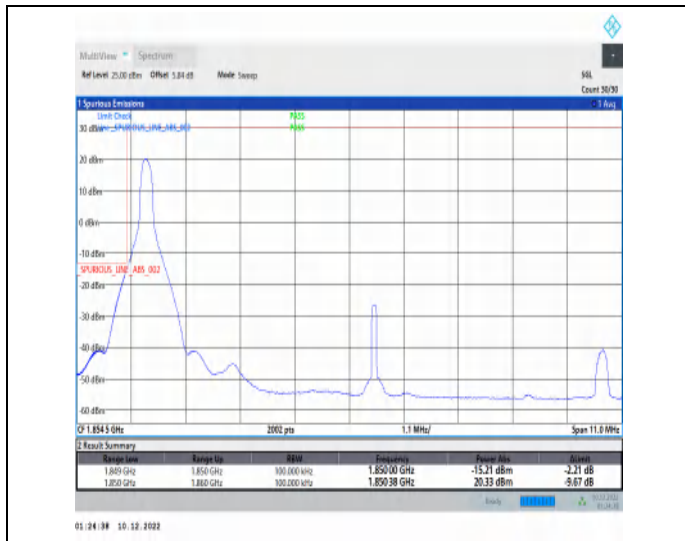 MultiView Spectrum
Ref Level 25.00 dBm Offset 5.84 dB Mode Sweep SGL
Count 30/30
1 Spurious Emissions 1 Avg
Limit Check PASS
30 dBm _SPURIOUS_LINE_ABS_002 PASS
20 dBm
10 dBm
0 dBm
-10 dBm
_SPURIOUS_LINE_ABS_002
-20 dBm
-30 dBm
-40 dBm
-50 dBm
-60 dBm
CF 1.8545 GHz 2002 pts 1.1 MHz/ Span 11.0 MHz
2 Result Summary
Range Low Range Up RBW Frequency Power Abs ΔLimit
1.849 GHz 1.850 GHz 100.000 kHz 1.85000 GHz -15.21 dBm -2.21 dB
1.850 GHz 1.860 GHz 100.000 kHz 1.85038 GHz 20.33 dBm -9.67 dB
Ready
01:24:38 10.12.2022